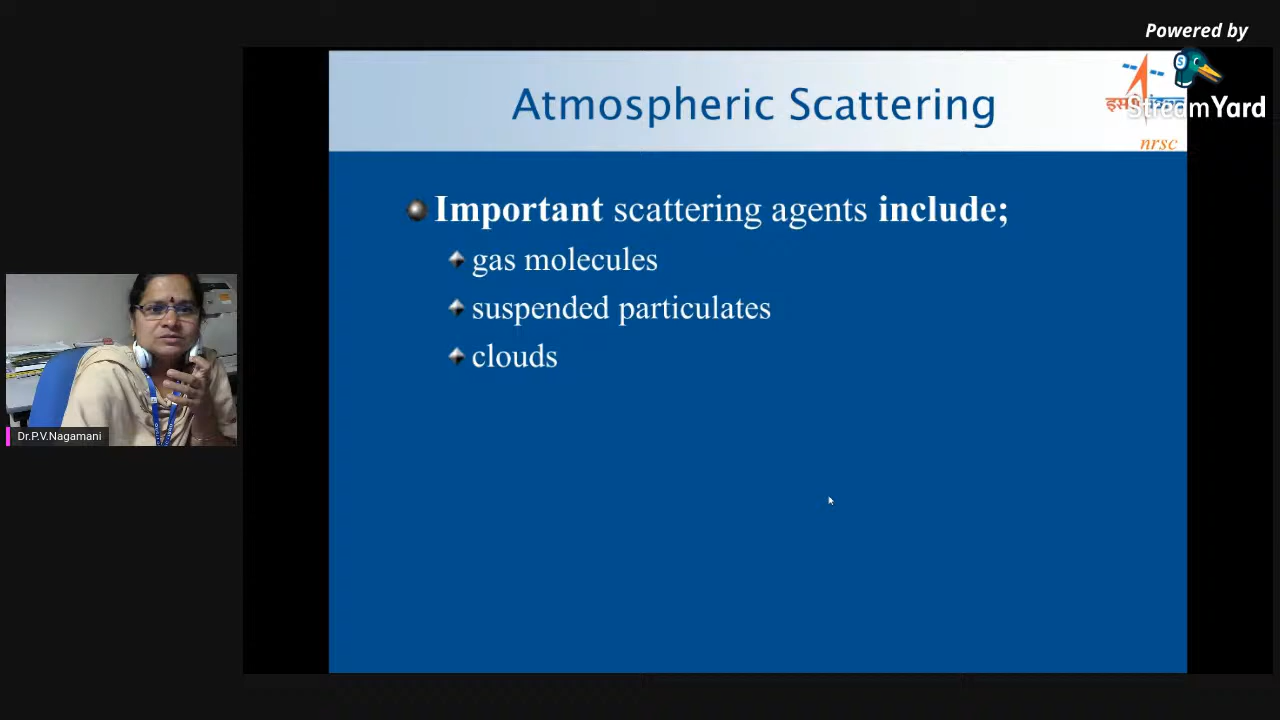 Powered by
StreamYard
Atmospheric Scattering
nrsc
Important scattering agents include;
gas molecules
suspended particulates
clouds
Dr.P.V.Nagamani